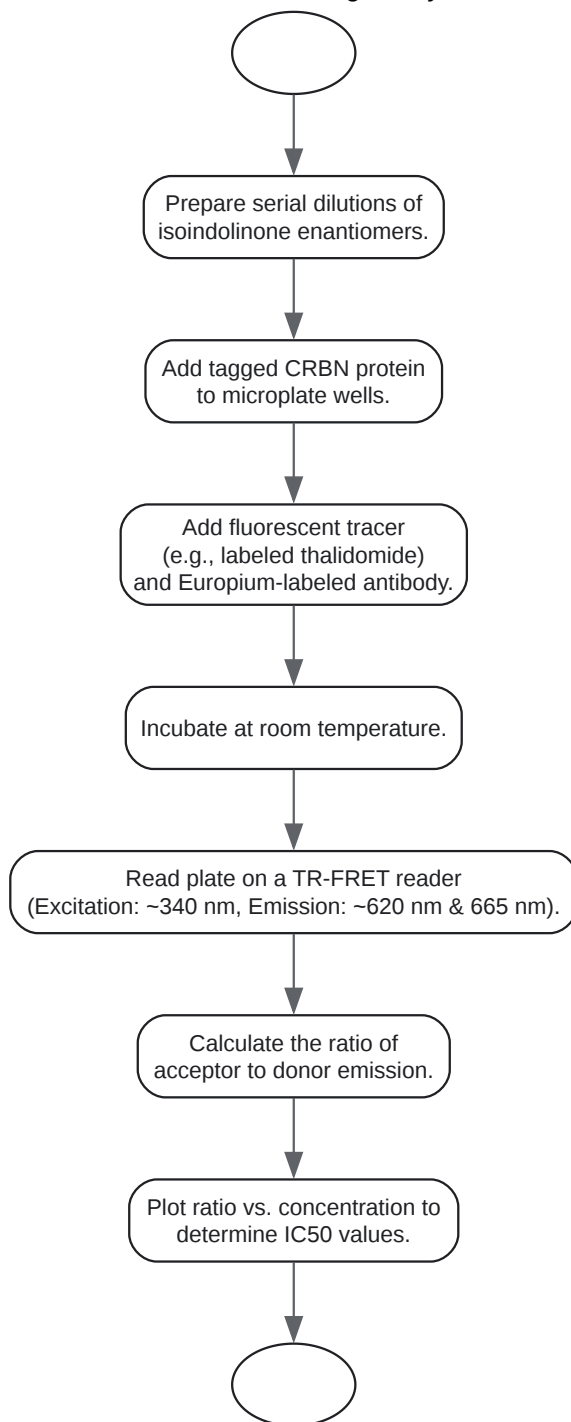 Prepare serial dilutions of
isoindolinone enantiomers.
Add tagged CRBN protein
to microplate wells.
Add fluorescent tracer
(e.g., labeled thalidomide)
and Europium-labeled antibody.
Incubate at room temperature.
Read plate on a TR-FRET reader
(Excitation: ~340 nm, Emission: ~620 nm & 665 nm).
Calculate the ratio of
acceptor to donor emission.
Plot ratio vs. concentration to
determine IC50 values.